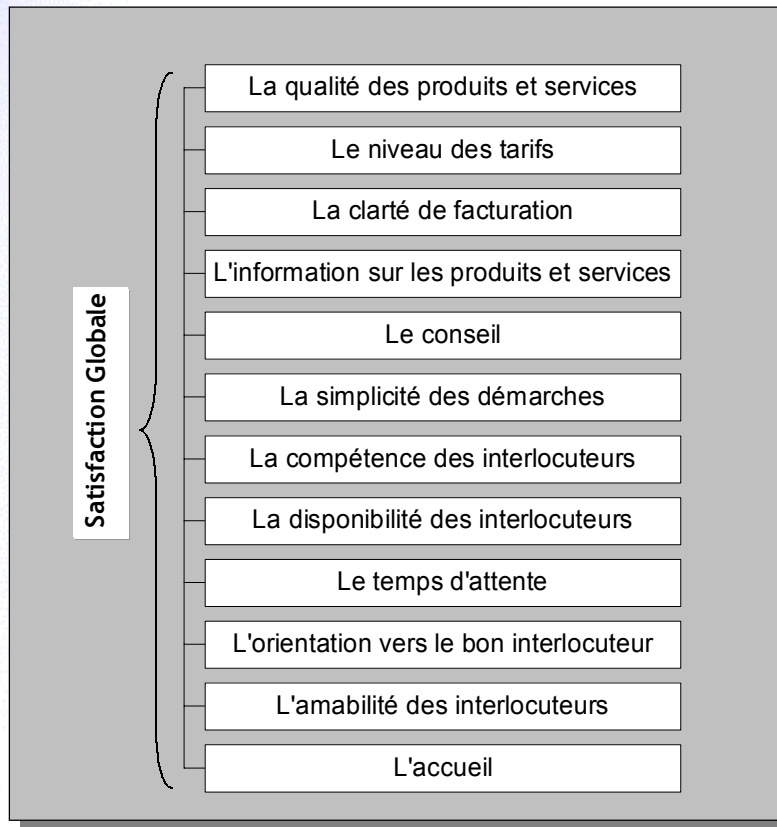 La qualité des produits et services
Le niveau des tarifs
La clarté de facturation
L'information sur les produits et services
Le conseil
La simplicité des démarches
La compétence des interlocuteurs
La disponibilité des interlocuteurs
Le temps d'attente
L'orientation vers le bon interlocuteur
L'amabilité des interlocuteurs
L'accueil
Satisfaction Globale